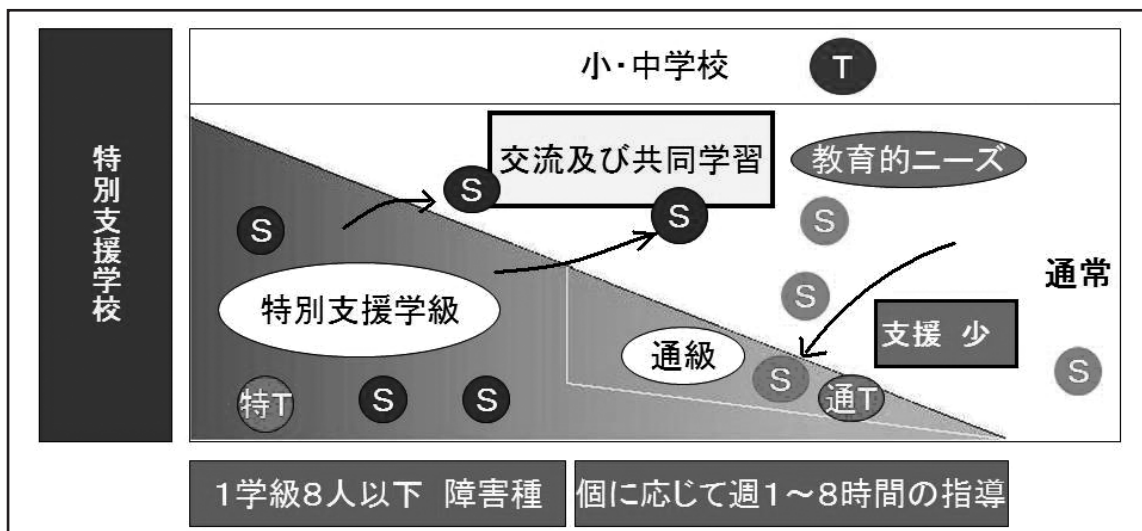 特別支援学校
小・中学校
T
交流及び共同学習
教育的ニーズ
S
S
S
S
特別支援学級
S
通常
支援 少
通級
S
S
特T
S
S
通T
1学級8人以下 障害種
個に応じて週1～8時間の指導